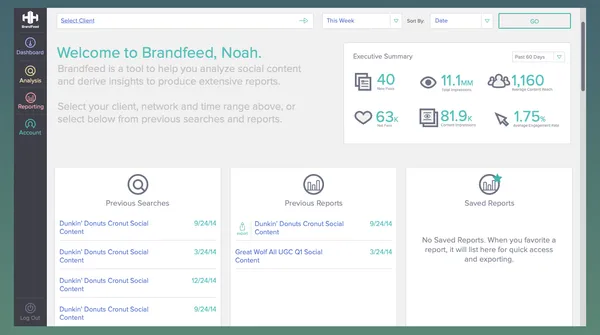 Select Client
This Week
Sort By:
Date
GO
BrandFeed
Dashboard
Analysis
Reporting
Account
Log Out
Welcome to Brandfeed, Noah.
Brandfeed is a tool to help you analyze social content
and derive insights to produce extensive reports.
Select your client, network and time range above, or
select below from previous searches and reports.
Executive Summary
Past 60 Days
40
11.1MM
Total Impressions
1,160
Average Content Reach
63K
81.9K
Content Impressions
1.75%
Average Engagement Rate
Previous Searches
Dunkin' Donuts Cronut Social
Content
9/24/14
Dunkin' Donuts Cronut Social
Content
3/24/14
Dunkin' Donuts Cronut Social
Content
12/24/14
Dunkin' Donuts Cronut Social
Content
9/24/14
Previous Reports
Dunkin' Donuts Cronut Social
Content
9/24/14
Great Wolf All UGC Q1 Social
Content
3/24/14
Saved Reports
No Saved Reports. When you favorite a
report, it will list here for quick access
and exporting.